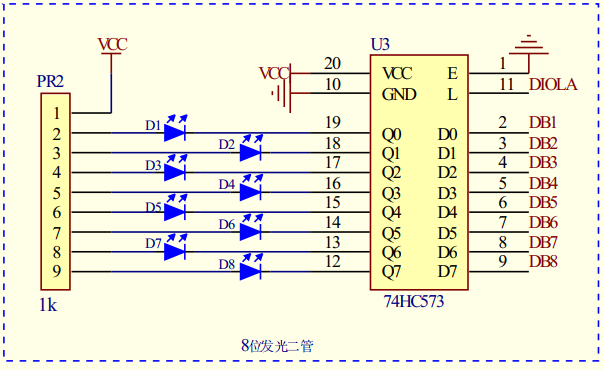 VCC
PR2
1k
1
2
3
4
5
6
7
8
9
D1
D2
D3
D4
D5
D6
D7
D8
U3
74HC573
VCC
20
10
19
18
17
16
15
14
13
12
VCC E
GND L
Q0 D0
Q1 D1
Q2 D2
Q3 D3
Q4 D4
Q5 D5
Q6 D6
Q7 D7
1
11 DIOLA
2 DB1
3 DB2
4 DB3
5 DB4
6 DB5
7 DB6
8 DB7
9 DB8
8位发光二管